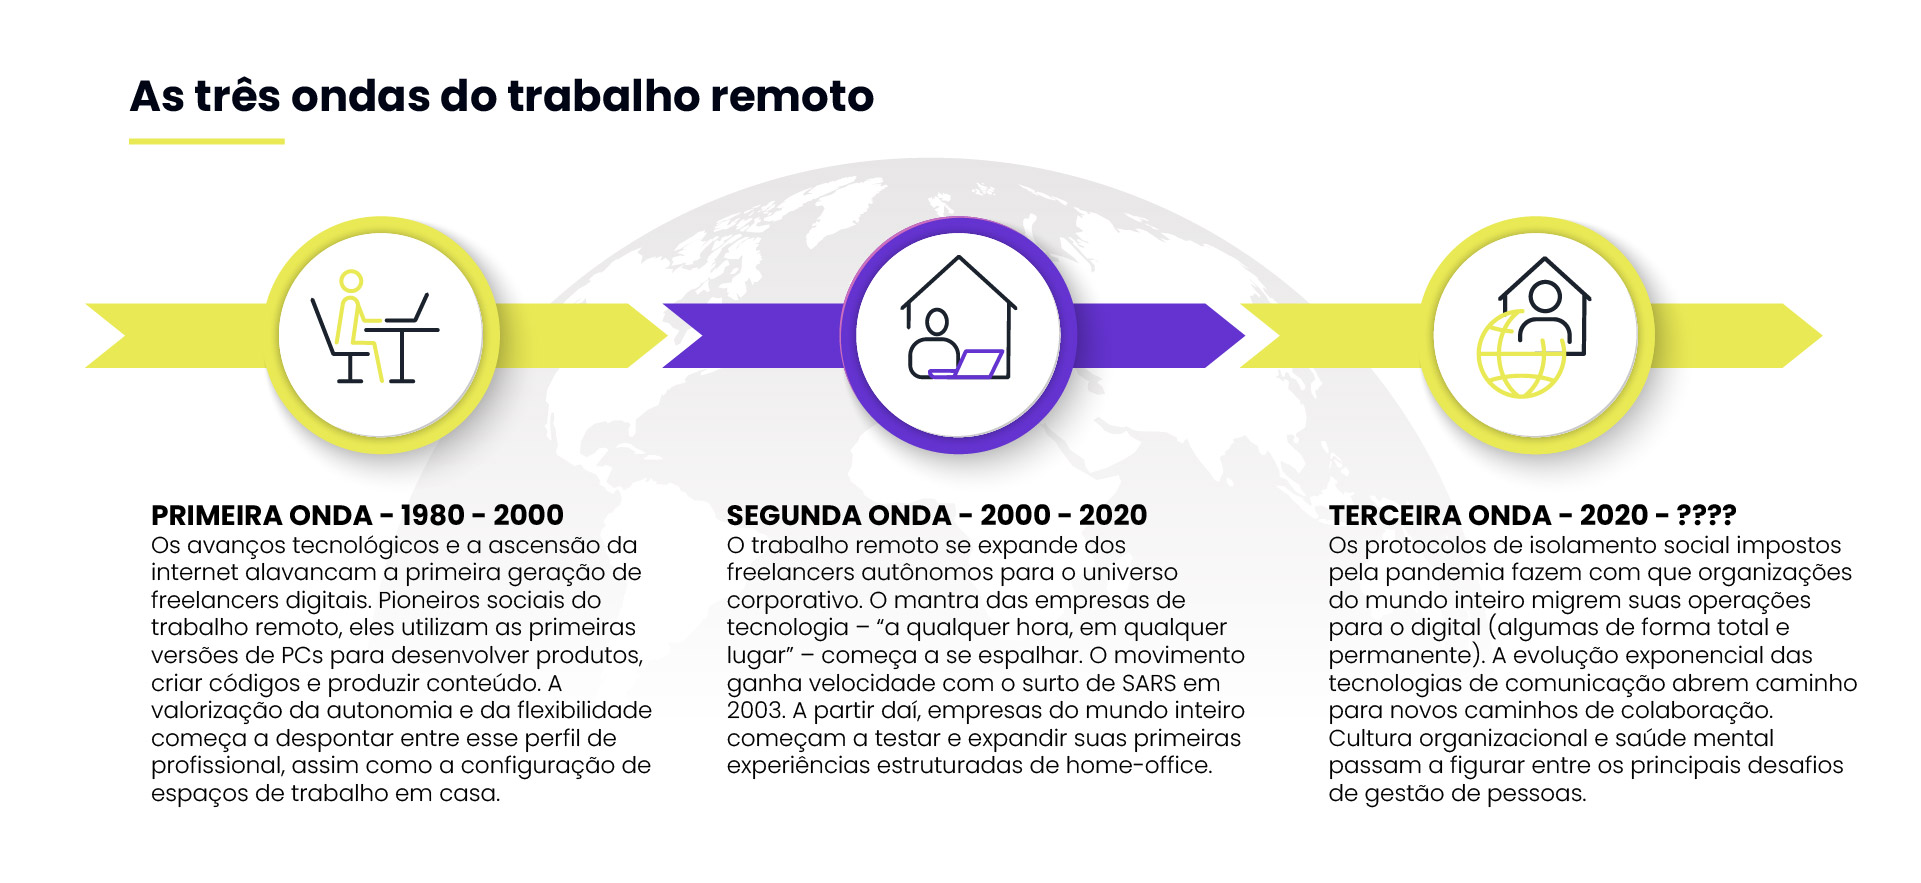 As três ondas do trabalho remoto
PRIMEIRA ONDA - 1980 - 2000
Os avanços tecnológicos e a ascensão da
internet alavancam a primeira geração de
freelancers digitais. Pioneiros sociais do
trabalho remoto, eles utilizam as primeiras
versões de PCs para desenvolver produtos,
criar códigos e produzir conteúdo. A
valorização da autonomia e da flexibilidade
começa a despontar entre esse perfil de
profissional, assim como a configuração de
espaços de trabalho em casa.
SEGUNDA ONDA - 2000 - 2020
O trabalho remoto se expande dos
freelancers autônomos para o universo
corporativo. O mantra das empresas de
tecnologia – “a qualquer hora, em qualquer
lugar” – começa a se espalhar. O movimento
ganha velocidade com o surto de SARS em
2003. A partir daí, empresas do mundo inteiro
começam a testar e expandir suas primeiras
experiências estruturadas de home-office.
TERCEIRA ONDA - 2020 - ????
Os protocolos de isolamento social impostos
pela pandemia fazem com que organizações
do mundo inteiro migrem suas operações
para o digital (algumas de forma total e
permanente). A evolução exponencial das
tecnologias de comunicação abrem caminho
para novos caminhos de colaboração.
Cultura organizacional e saúde mental
passam a figurar entre os principais desafios
de gestão de pessoas.